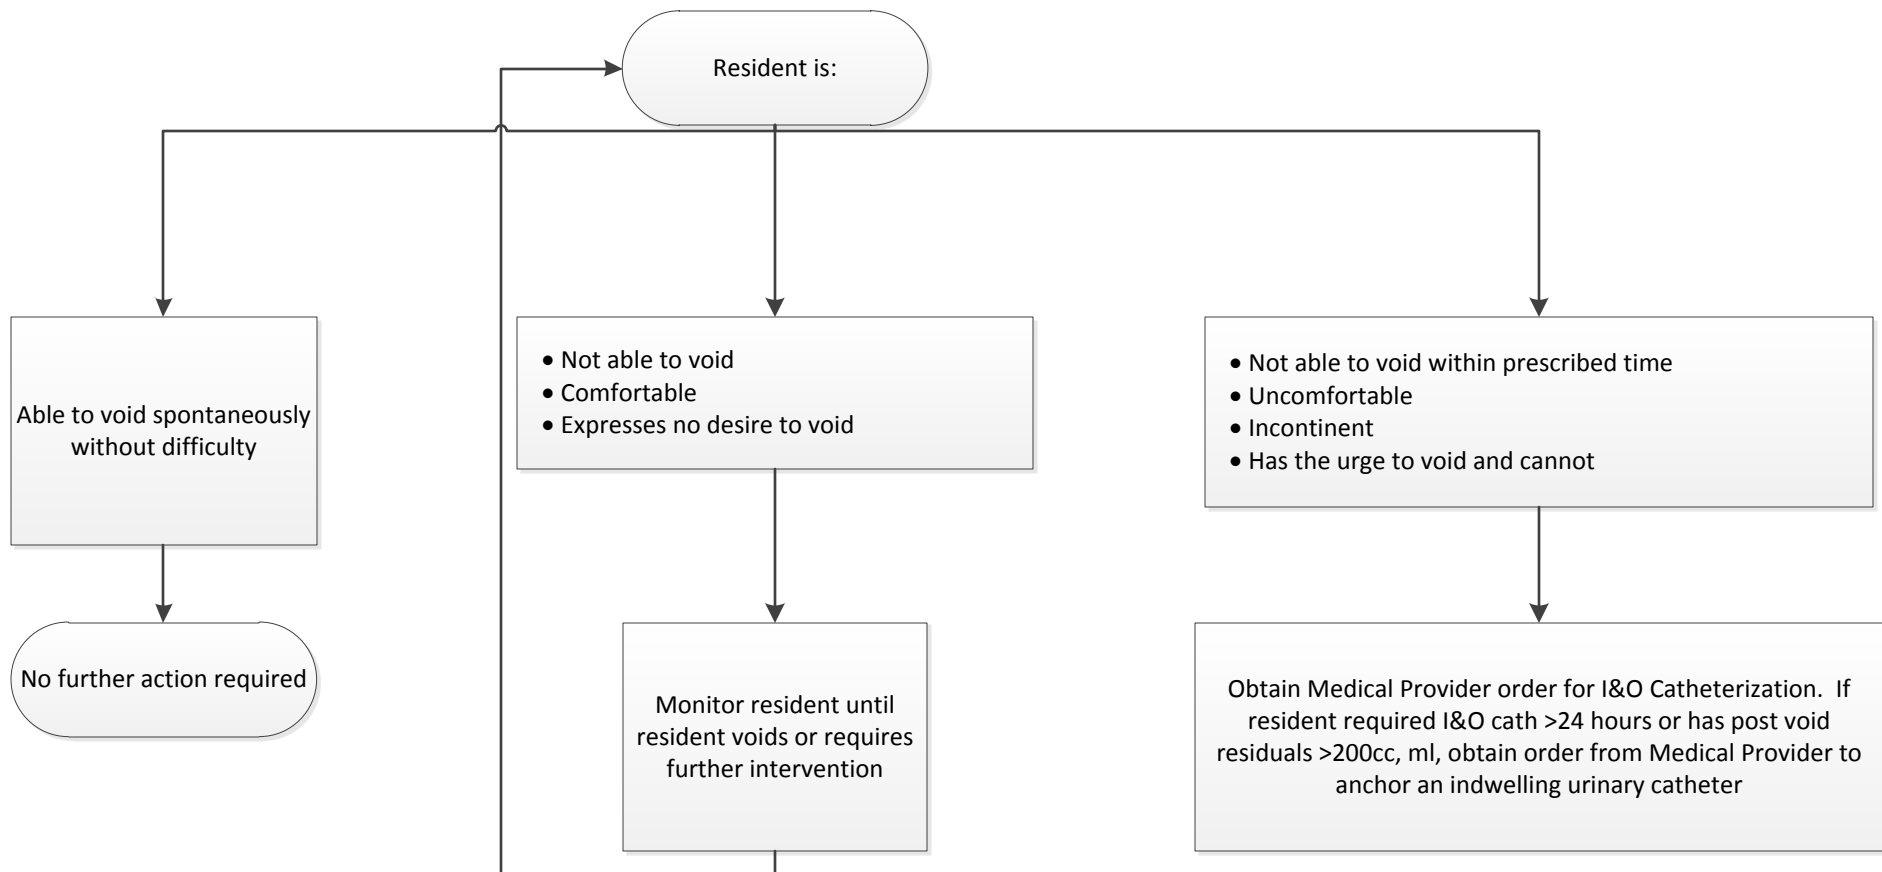 Resident is:
Able to void spontaneously
without difficulty
• Not able to void
• Comfortable
• Expresses no desire to void
• Not able to void within prescribed time
• Uncomfortable
• Incontinent
• Has the urge to void and cannot
No further action required
Monitor resident until
resident voids or requires
further intervention
Obtain Medical Provider order for I&O Catheterization.  If
resident required I&O cath >24 hours or has post void
residuals >200cc, ml, obtain order from Medical Provider to
anchor an indwelling urinary catheter